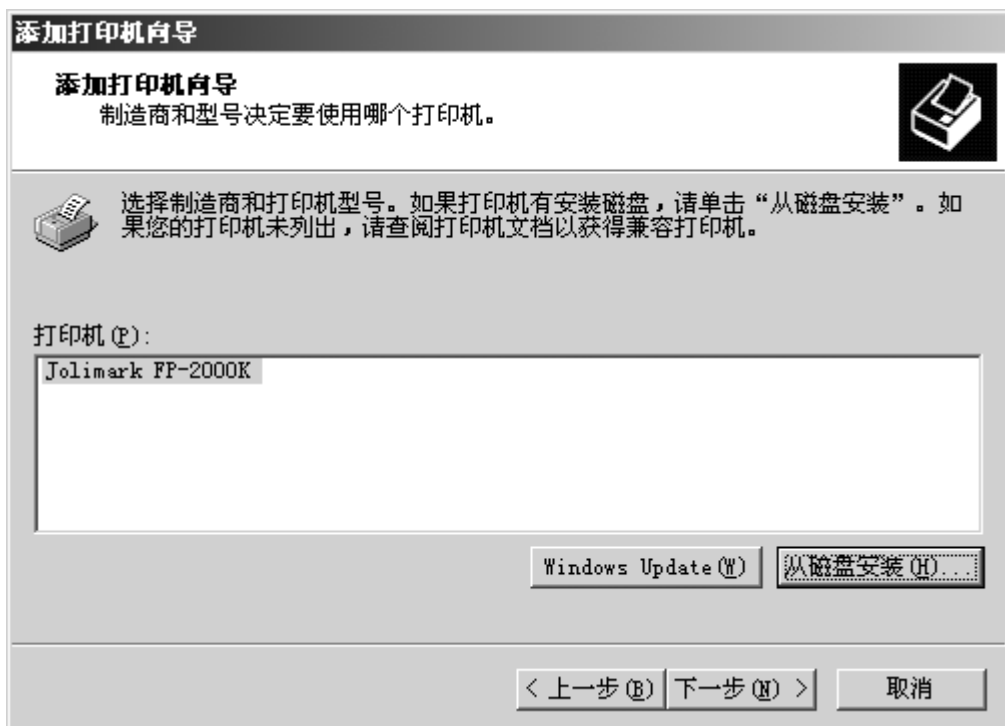 添加打印机向导
添加打印机向导
制造商和型号决定要使用哪个打印机。
选择制造商和打印机型号。如果打印机有安装磁盘，请单击“从磁盘安装”。如
果您的打印机未列出，请查阅打印机文档以获得兼容打印机。
打印机(P):
Jolimark FP-2000K
Windows Update(W) 从磁盘安装(H)...
< 上一步(B) 下一步(N) > 取消